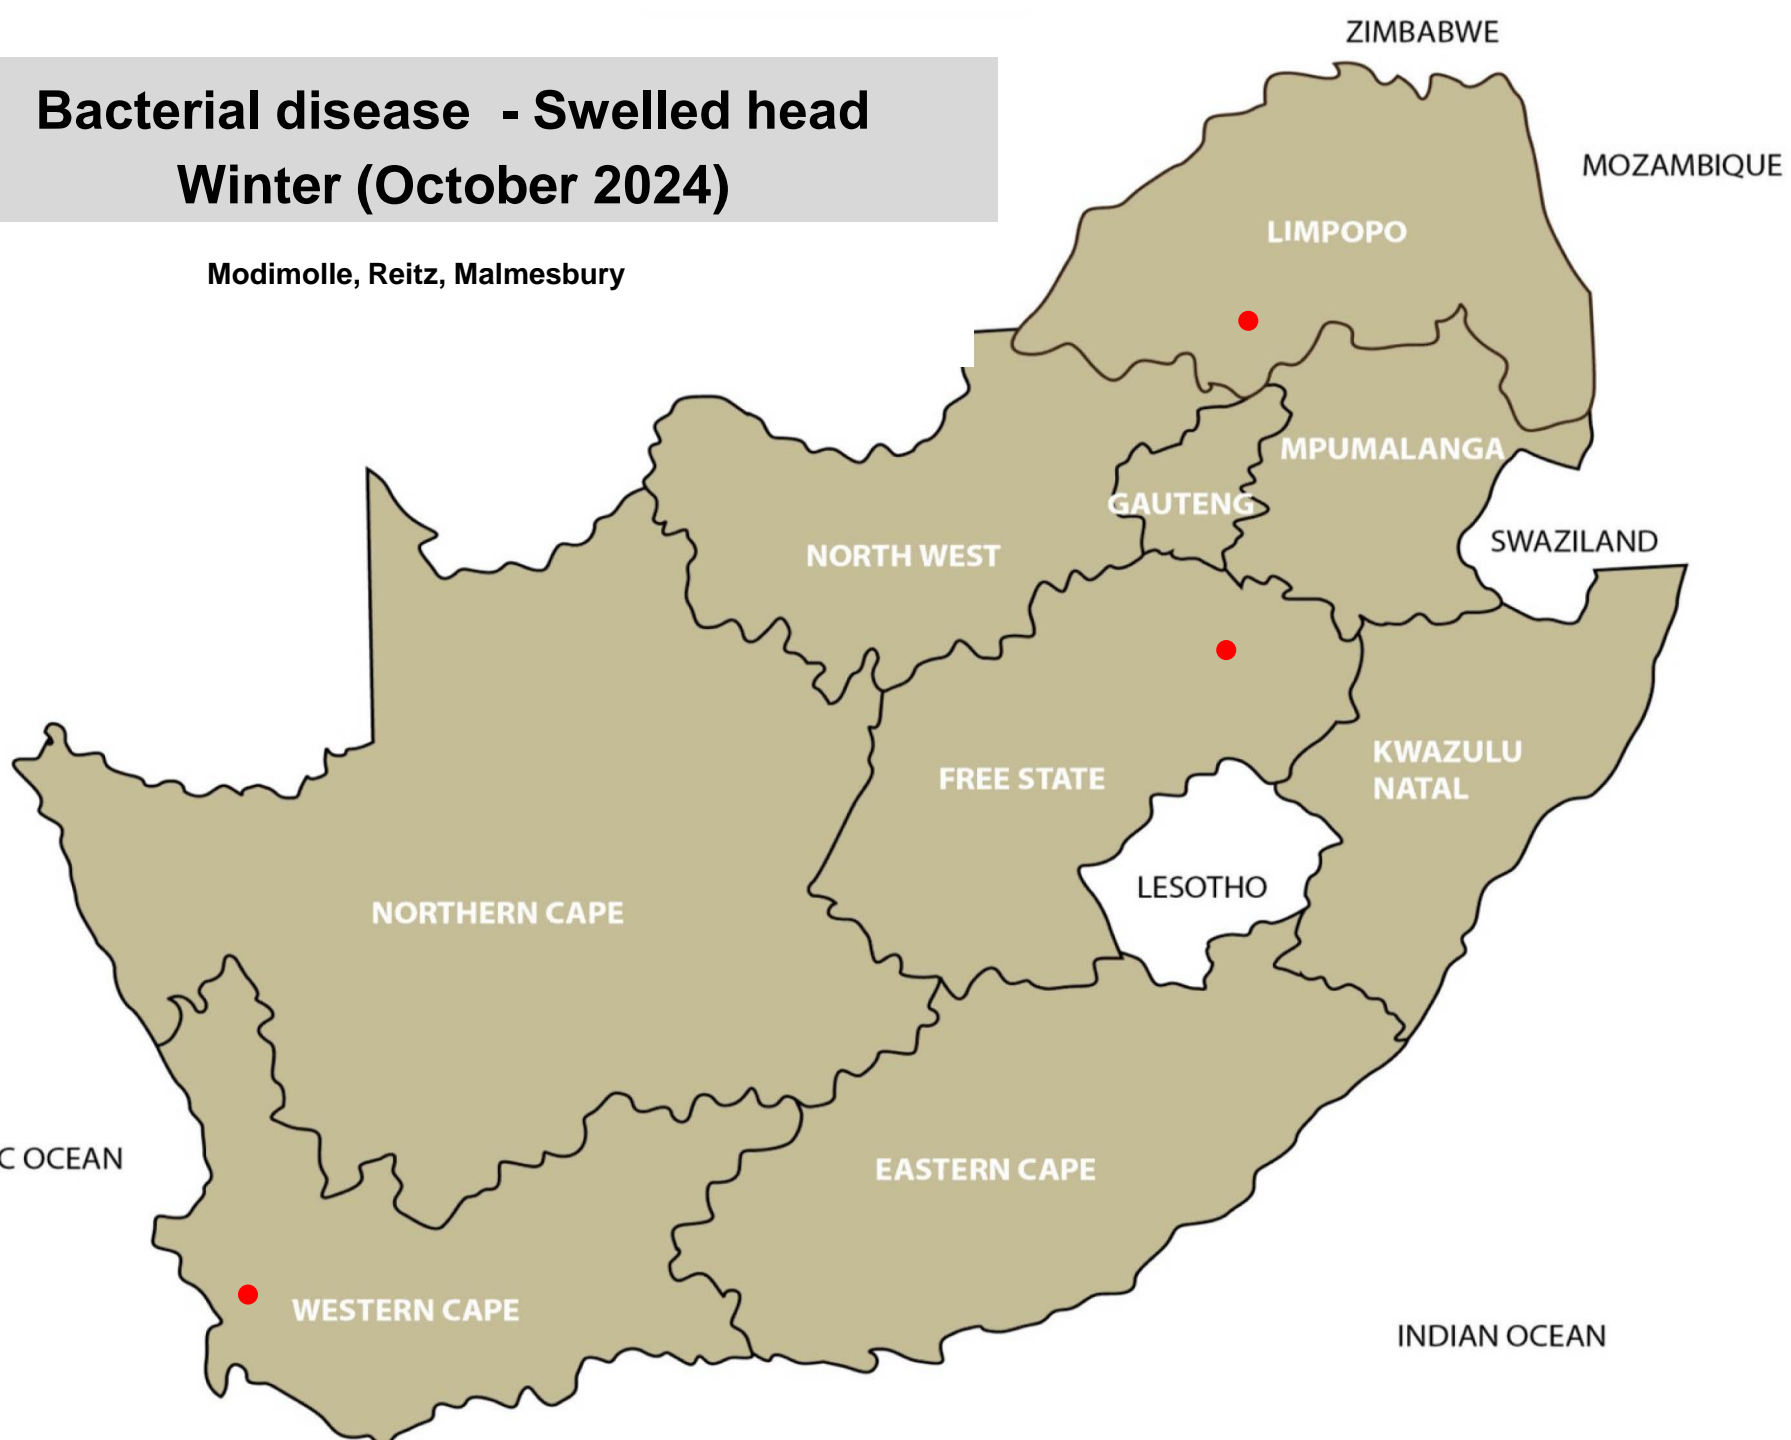 ZIMBABWE
Bacterial disease - Swelled head
Winter (October 2024)
MOZAMBIQUE
LIMPOPO
Modimolle, Reitz, Malmesbury
MPUMALANGA
GAUTENG
SWAZILAND
NORTH WEST
KWAZULU
NATAL
FREE STATE
LESOTHO
NORTHERN CAPE
C OCEAN
EASTERN CAPE
WESTERN CAPE
INDIAN OCEAN